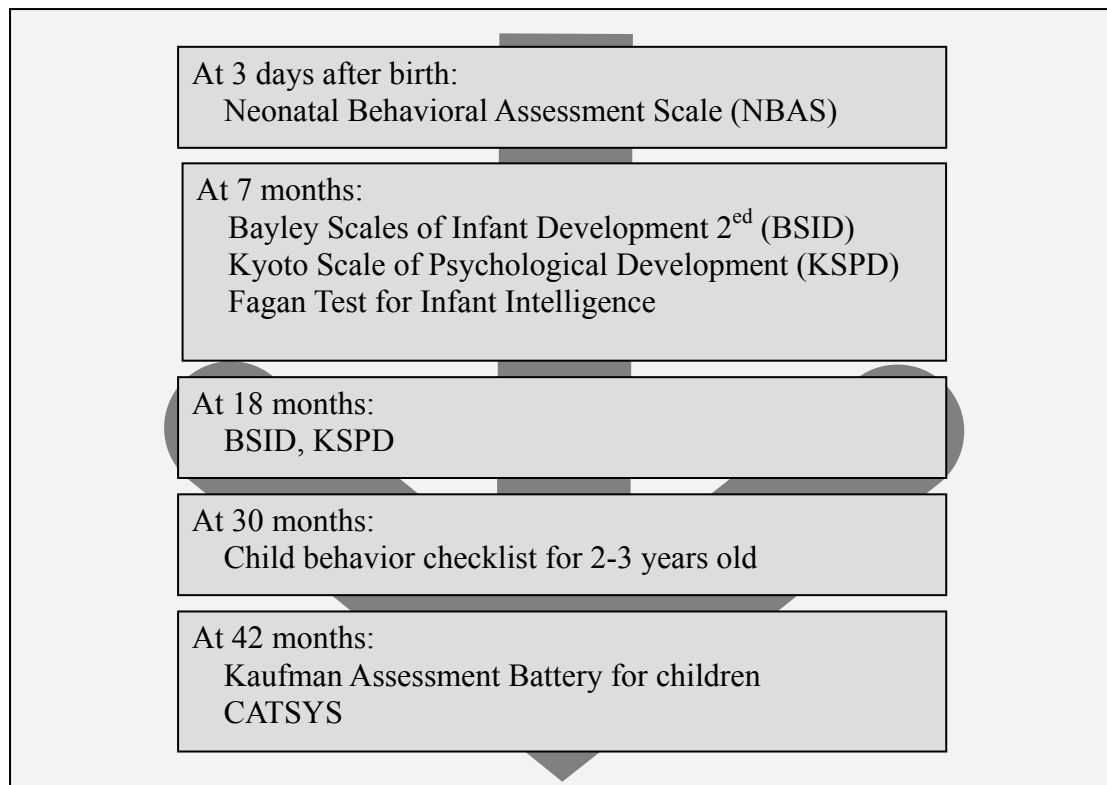 At 3 days after birth:
Neonatal Behavioral Assessment Scale (NBAS)
At 7 months:
Bayley Scales of Infant Development 2ed (BSID)
Kyoto Scale of Psychological Development (KSPD)
Fagan Test for Infant Intelligence
At 18 months:
BSID, KSPD
At 30 months:
Child behavior checklist for 2-3 years old
At 42 months:
Kaufman Assessment Battery for children
CATSYS